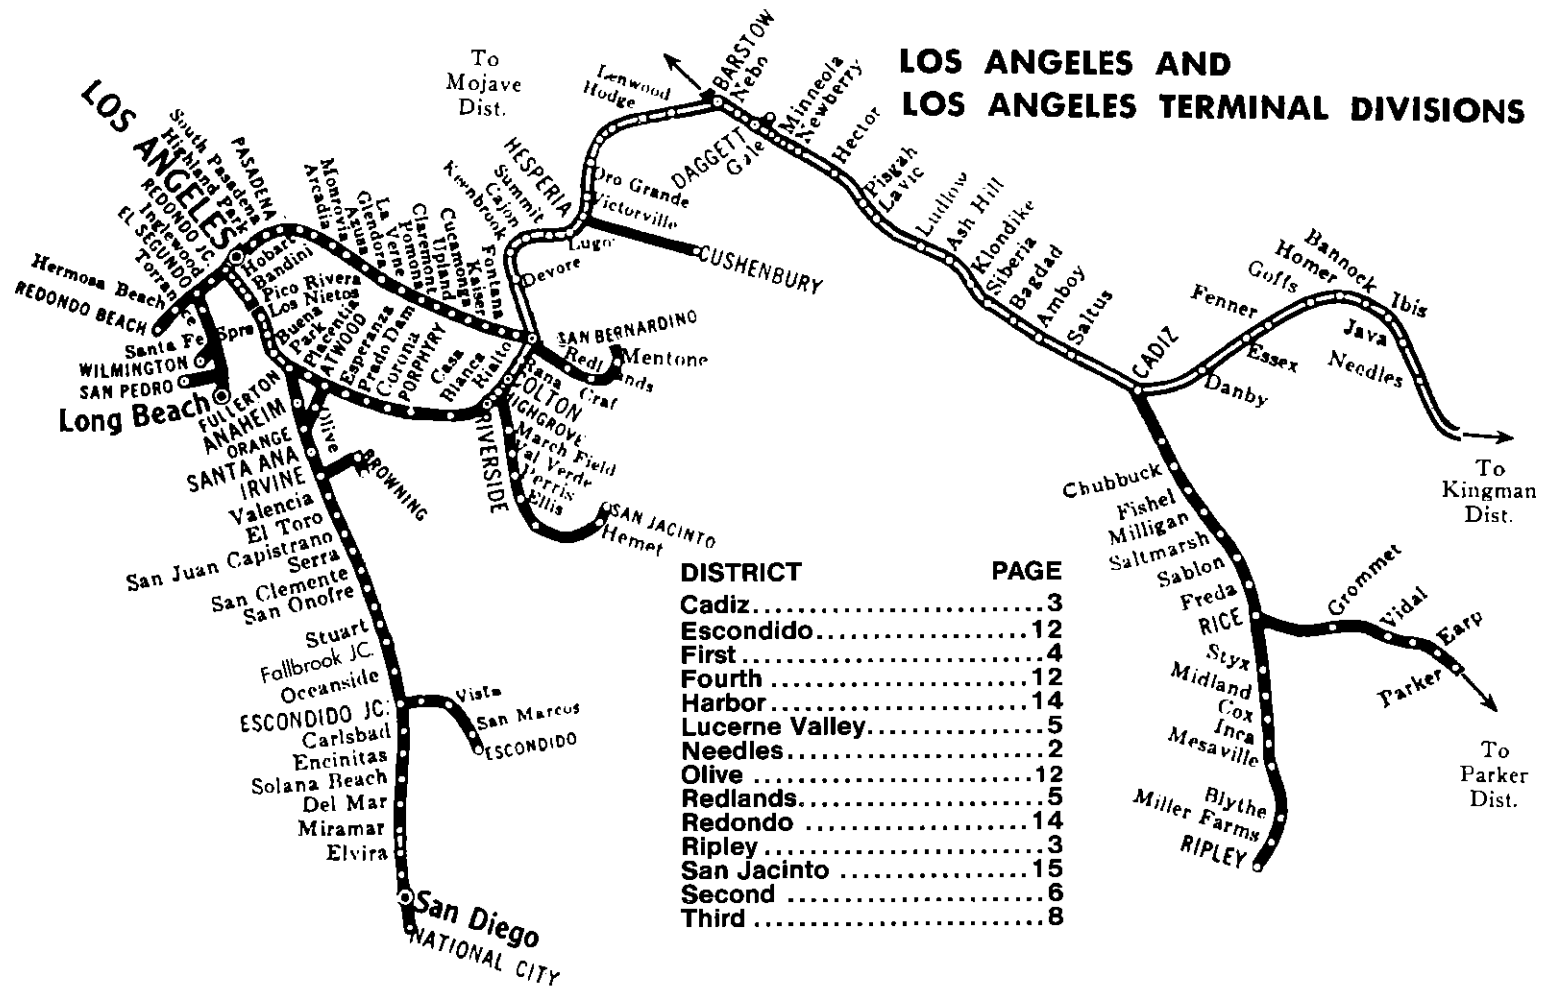 LOS ANGELES AND
LOS ANGELES TERMINAL DIVISIONS
To
Mojave
Dist.
BARSTOW
Nebo
Lenwood
Hodge
DAGGETT
Gale
Minneola
Newberry
Hector
Pisgah
Lavic
Ludlow
Ash Hill
Klondike
Siberia
Bagdad
Amboy
Saltus
CADIZ
Danby
Essex
Fenner
Goffs
Homer
Bannock
Ibis
Java
Needles
To
Kingman
Dist.
HESPERIA
Oro Grande
Victorville
CUSHENBURY
Lugo
Summit
Cajon
Keenbrook
Devore
LOS ANGELES
South Pasadena
Highland Park
PASADENA
REDONDO JC.
Inglewood
EL SEGUNDO
Torrance
Hermosa Beach
REDONDO BEACH
Arcadia
Monrovia
Azusa
Glendora
La Verne
Pomona
Claremont
Upland
Cucamonga
Kaiser
Fontana
Rialto
SAN BERNARDINO
Redlands
Mentone
Craf
Rana
COLTON
HIGHGROVE
Hobart
Bandini
Pico Rivera
Los Nietos
Santa Fe Spr
Buena Park
Placentia
ATWOOD
Esperanza
Prado Dam
Corona
PORPHYRY
Casa Blanca
RIVERSIDE
WILMINGTON
SAN PEDRO
Long Beach
FULLERTON
ANAHEIM
ORANGE
Olive
SANTA ANA
IRVINE
BROWNING
Valencia
El Toro
San Juan Capistrano
Serra
San Clemente
San Onofre
Stuart
Fallbrook JC.
Oceanside
ESCONDIDO JC.
Vista
San Marcos
ESCONDIDO
Carlsbad
Encinitas
Solana Beach
Del Mar
Miramar
Elvira
San Diego
NATIONAL CITY
March Field
Val Verde
Perris
Ellis
Hemet
SAN JACINTO
Chubbuck
Fishel
Milligan
Saltmarsh
Sablon
Freda
RICE
Grommet
Vidal
Earp
Parker
To
Parker
Dist.
Styx
Midland
Cox
Inca
Mesaville
Blythe
Miller Farms
RIPLEY
DISTRICT PAGE
Cadiz..........................3
Escondido...................12
First...........................4
Fourth .......................12
Harbor.......................14
Lucerne Valley................5
Needles.......................2
Olive .........................12
Redlands......................5
Redondo ....................14
Ripley.........................3
San Jacinto ..................15
Second .......................6
Third ..........................8